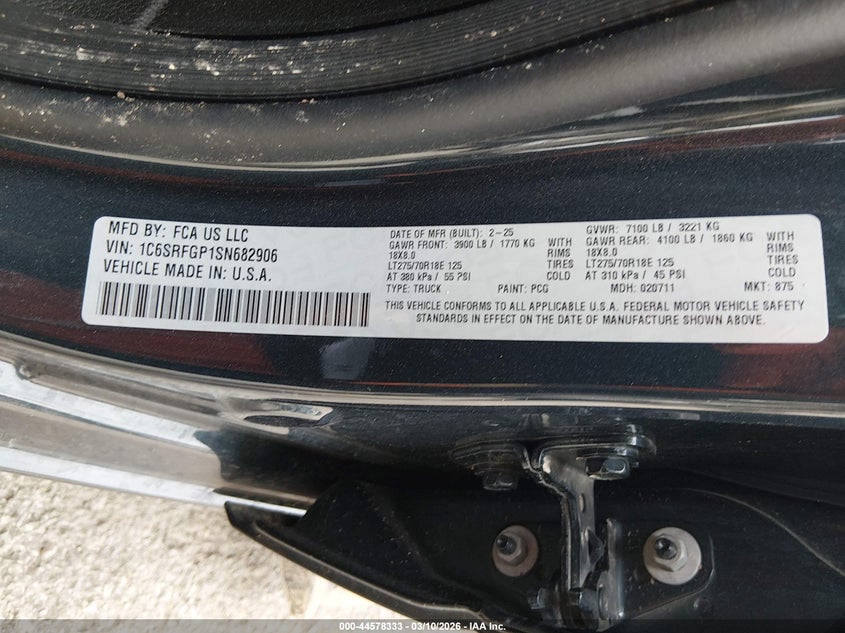 MFD BY: FCA US LLC
VIN: 1C6SRFGP1SN682906
VEHICLE MADE IN: U.S.A.
DATE OF MFR (BUILT): 2-25
GVWR: 7100 LB / 3221 KG
GAWR FRONT: 3900 LB / 1770 KG WITH
18X8.0 RIMS
LT275/70R18E 125 TIRES
AT 380 kPa / 55 PSI COLD
GAWR REAR: 4100 LB / 1860 KG WITH
18X8.0 RIMS
LT275/70R18E 125 TIRES
AT 310 kPa / 45 PSI COLD
TYPE: TRUCK PAINT: PCG MDH: 020711 MKT: 875
THIS VEHICLE CONFORMS TO ALL APPLICABLE U.S.A. FEDERAL MOTOR VEHICLE SAFETY
STANDARDS IN EFFECT ON THE DATE OF MANUFACTURE SHOWN ABOVE.
000-44578333 — 03/10/2026 — © IAA Inc.